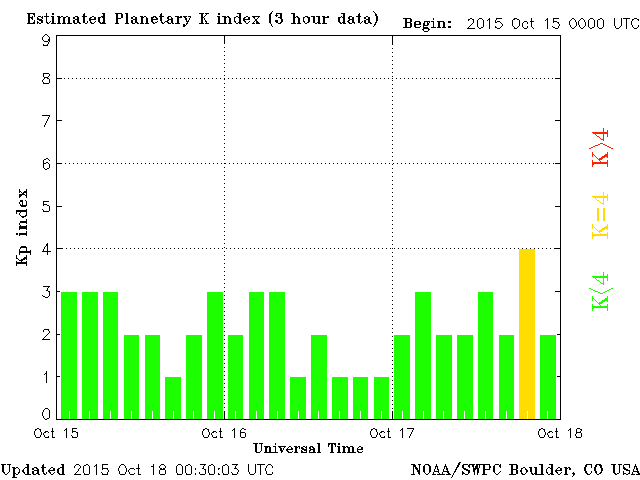 Estimated Planetary K index (3 hour data)
Begin: 2015 Oct 15 0000 UTC
9
8
7
6
5
4
3
2
1
0
Kp index
K>4
K=4
K<4
Oct 15
Oct 16
Oct 17
Oct 18
Universal Time
Updated 2015 Oct 18 00:30:03 UTC
NOAA/SWPC Boulder, CO USA